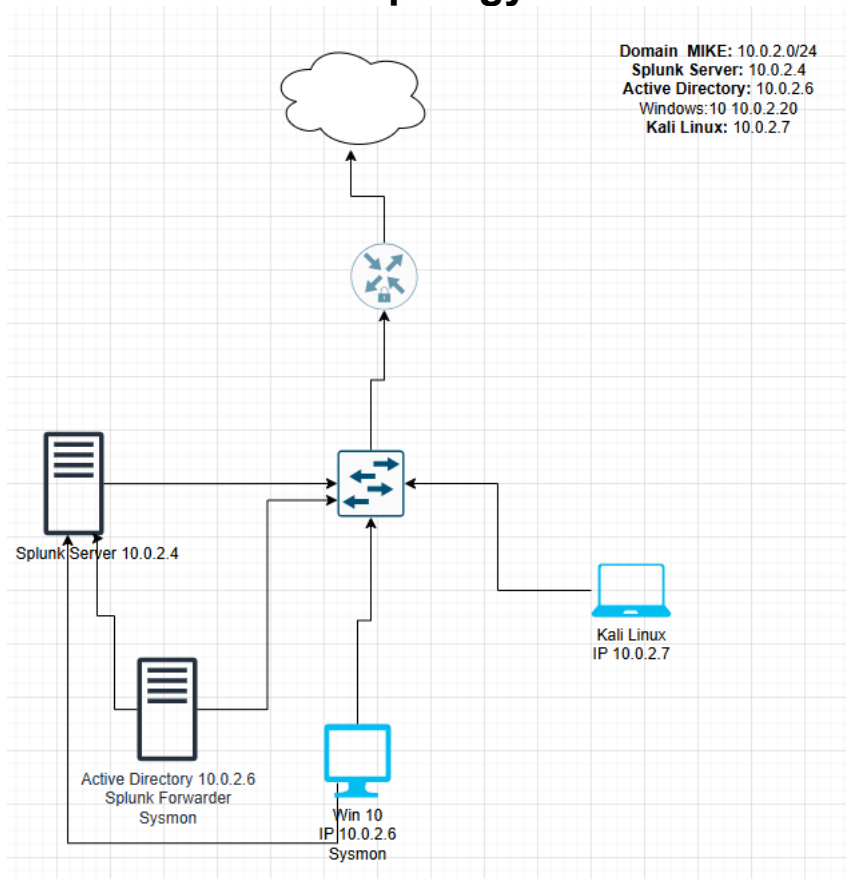 Domain MIKE: 10.0.2.0/24
Splunk Server: 10.0.2.4
Active Directory: 10.0.2.6
Windows:10 10.0.2.20
Kali Linux: 10.0.2.7
Splunk Server 10.0.2.4
Kali Linux
IP 10.0.2.7
Active Directory 10.0.2.6
Splunk Forwarder
Sysmon
Win 10
IP 10.0.2.6
Sysmon